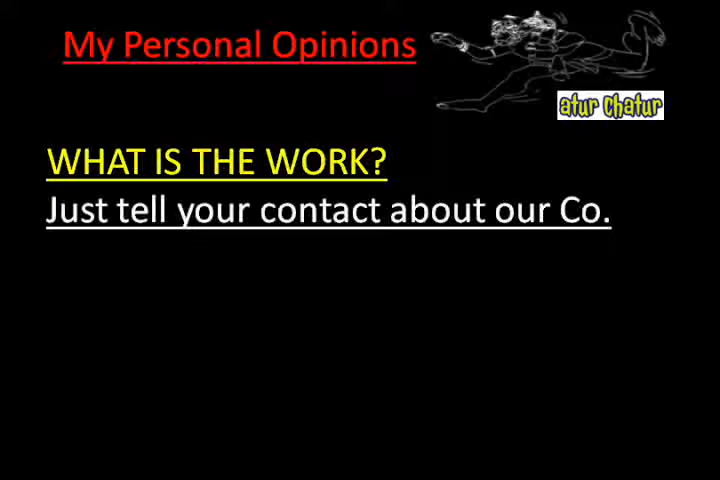 My Personal Opinions
atur Chatur
WHAT IS THE WORK?
Just tell your contact about our Co.